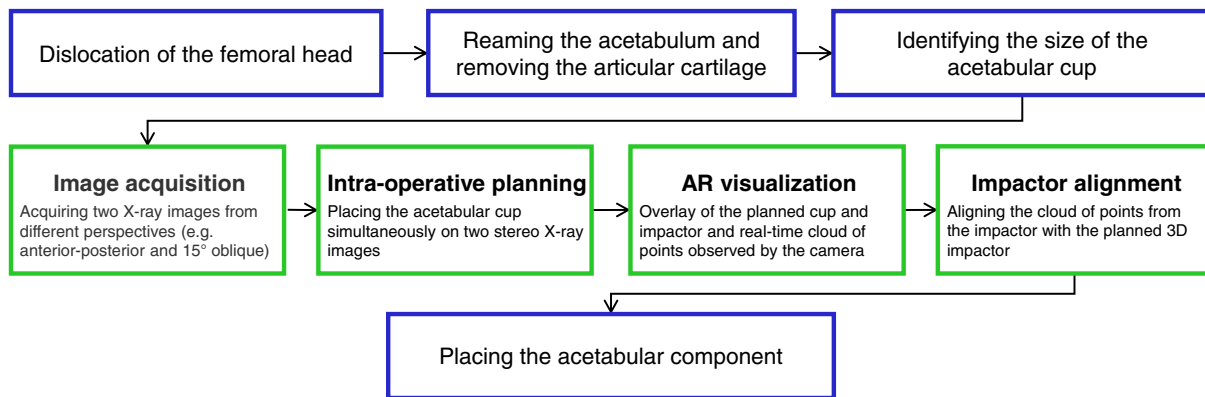 Dislocation of the femoral head
Reaming the acetabulum and
removing the articular cartilage
Identifying the size of the
acetabular cup
Image acquisition
Acquiring two X-ray images from
different perspectives (e.g.
anterior-posterior and 15° oblique)
Intra-operative planning
Placing the acetabular cup
simultaneously on two stereo X-ray
images
AR visualization
Overlay of the planned cup and
impactor and real-time cloud of
points observed by the camera
Impactor alignment
Aligning the cloud of points from
the impactor with the planned 3D
impactor
Placing the acetabular component